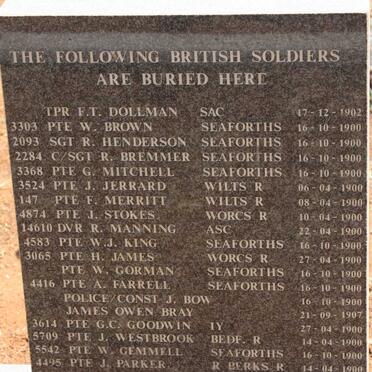 THE FOLLOWING BRITISH SOLDIERS
ARE BURIED HERE
TPR F.T. DOLLMAN SAC 17-12-1902
3303 PTE W. BROWN SEAFORTHS 16-10-1900
2093 SGT R. HENDERSON SEAFORTHS 16-10-1900
2284 C/SGT R. BREMMER SEAFORTHS 16-10-1900
3368 PTE G. MITCHELL SEAFORTHS 16-10-1900
3524 PTE J. JERRARD WILTS R 06-04-1900
147 PTE F. MERRITT WILTS R 08-04-1900
4874 PTE J. STOKES. WORCS R 10-04-1900
14610 DVR R. MANNING ASC 22-04-1900
4583 PTE W.J. KING SEAFORTHS 16-10-1900
3065 PTE H. JAMES WORCS R 27-04-1900
PTE W. GORMAN SEAFORTHS 16-10-1900
4416 PTE A. FARRELL SEAFORTHS 16-10-1900
POLICE/CONST J. BOW 16-10-1900
JAMES OWEN BRAY 21-09-1907
3614 PTE G.C. GOODWIN IY 27-04-1900
5709 PTE J. WESTBROOK BEDF. R 14-04-1900
5542 PTE W. GEMMELL SEAFORTHS 16-10-1900
4495 PTE J. PARKER. R BERKS R 14-04-1900